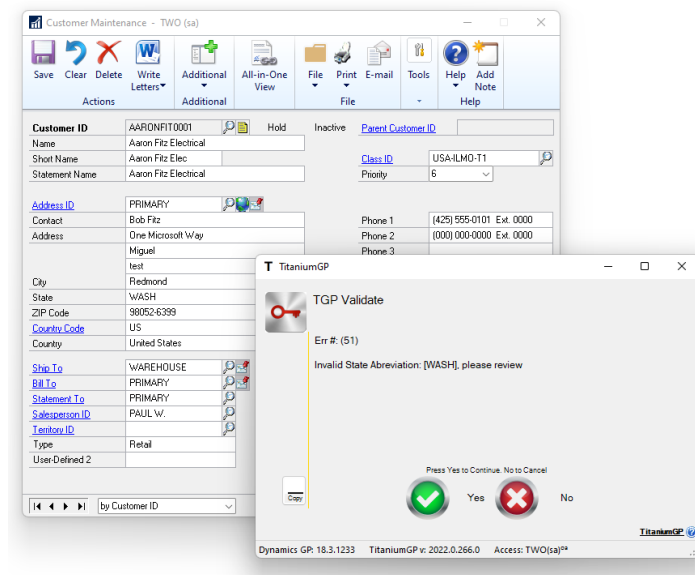 Customer Maintenance - TWO (sa)
Save Clear Delete Write Letters Additional All-in-One View File Print E-mail Tools Help Add Note
Actions Additional File Help
Customer ID AARONFIT0001 Hold Inactive Parent Customer ID
Name Aaron Fitz Electrical
Short Name Aaron Fitz Elec Class ID USA-ILMO-T1
Statement Name Aaron Fitz Electrical Priority 6
Address ID PRIMARY
Contact Bob Fitz Phone 1 (425) 555-0101 Ext. 0000
Address One Microsoft Way Phone 2 (000) 000-0000 Ext. 0000
Miguel Phone 3
test
City Redmond
State WASH
ZIP Code 98052-6399
Country Code US
Country United States
Ship To WAREHOUSE
Bill To PRIMARY
Statement To PRIMARY
Salesperson ID PAUL W.
Territory ID
Type Retail
User-Defined 2
by Customer ID
T TitaniumGP
TGP Validate
Err #: (51)
Invalid State Abreviation: [WASH], please review
Press Yes to Continue. No to Cancel
Copy Yes No
TitaniumGP
Dynamics GP: 18.3.1233 TitaniumGP v: 2022.0.266.0 Access: TWO(sa)ºª